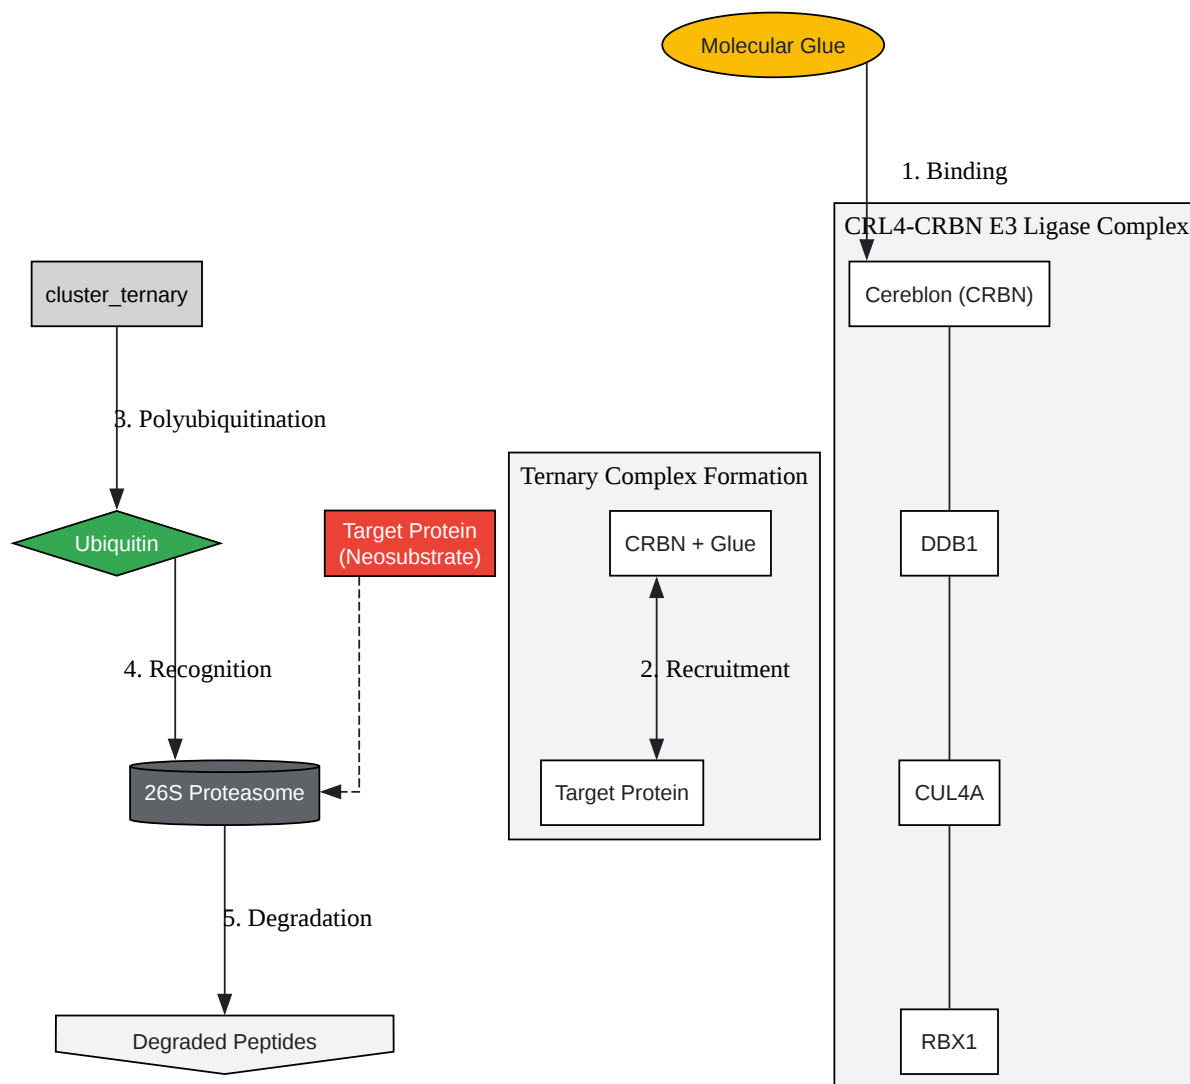 Molecular Glue
1. Binding
CRL4-CRBN E3 Ligase Complex
Cereblon (CRBN)
cluster_ternary
3. Polyubiquitination
Ternary Complex Formation
Ubiquitin
Target Protein
(Neosubstrate)
CRBN + Glue
DDB1
4. Recognition
2. Recruitment
26S Proteasome
Target Protein
CUL4A
5. Degradation
Degraded Peptides
RBX1